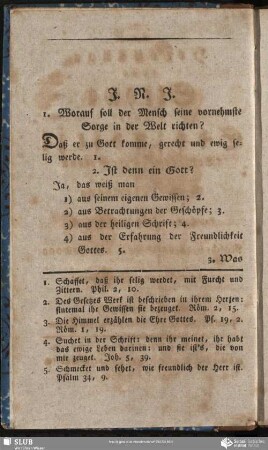 J. N. J.
1. Worauf soll der Mensch seine vornehmste
Sorge in der Welt richten?
Daß er zu Gott komme, gerecht und ewig se-
lig werde. 1.
2. Ist denn ein Gott?
Ja, das weiß man
1) aus seinem eigenen Gewissen; 2.
2) aus Betrachtungen der Geschöpfe; 3.
3) aus der heiligen Schrift; 4.
4) aus der Erfahrung der Freundlichkeit
Gottes. 5.
3. Was
1. Schaffet, daß ihr selig werdet, mit Furcht und
Zittern. Phil. 2, 10.
2. Des Gesetzes Werk ist beschrieben in ihrem Herzen:
sintemal ihr Gewissen sie bezeuget. Röm. 2, 15.
3. Die Himmel erzählen die Ehre Gottes. Ps. 19, 2.
Röm. 1, 19.
4. Suchet in der Schrift: denn ihr meinet, ihr habt
das ewige Leben darinnen: und sie ist's, die von
mir zeuget. Joh. 5, 39.
5. Schmecket und sehet, wie freundlich der Herr ist.
Psalm 34, 9.
SLUB